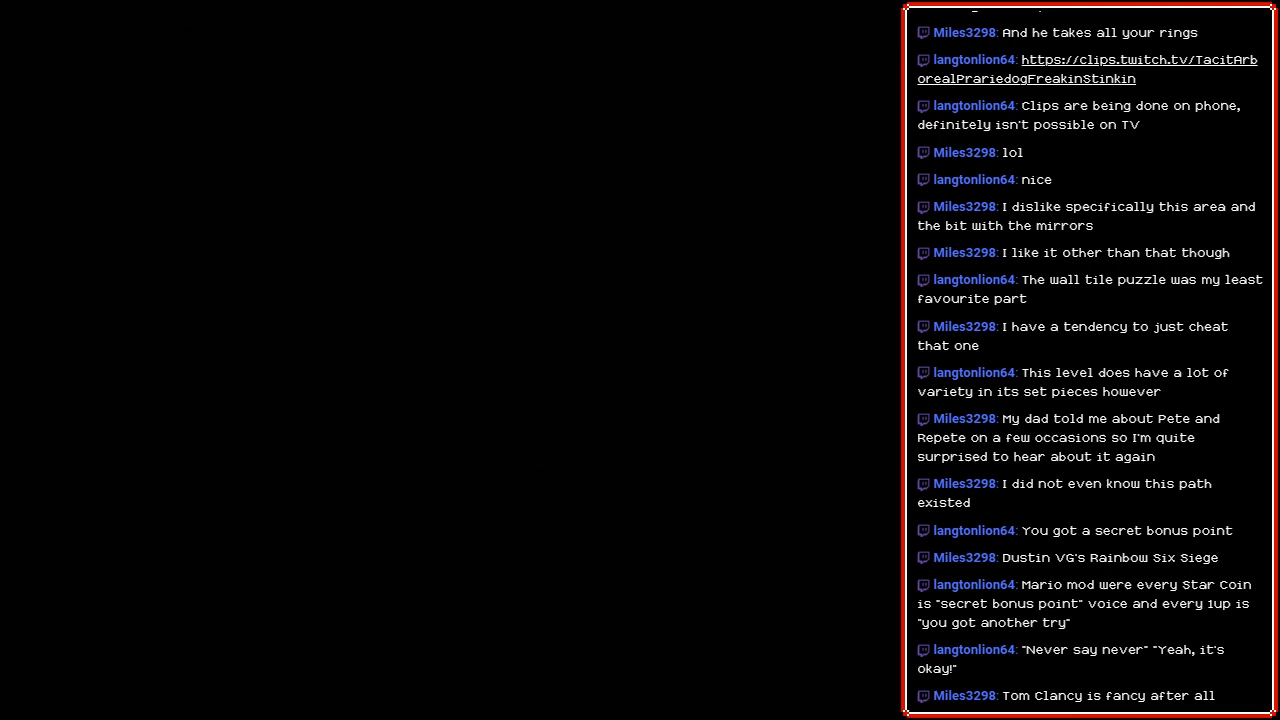 Miles3298: And he takes all your rings
langtonlion64: https://clips.twitch.tv/TacitArb
orealPrariedogFreakinStinkin
langtonlion64: Clips are being done on phone,
definitely isn't possible on TV
Miles3298: lol
langtonlion64: nice
Miles3298: I dislike specifically this area and
the bit with the mirrors
Miles3298: I like it other than that though
langtonlion64: The wall tile puzzle was my least
favourite part
Miles3298: I have a tendency to just cheat
that one
langtonlion64: This level does have a lot of
variety in its set pieces however
Miles3298: My dad told me about Pete and
Repete on a few occasions so I'm quite
surprised to hear about it again
Miles3298: I did not even know this path
existed
langtonlion64: You got a secret bonus point
Miles3298: Dustin VG's Rainbow Six Siege
langtonlion64: Mario mod were every Star Coin
is "secret bonus point" voice and every 1up is
"you got another try"
langtonlion64: "Never say never" "Yeah, it's
okay!"
Miles3298: Tom Clancy is fancy after all